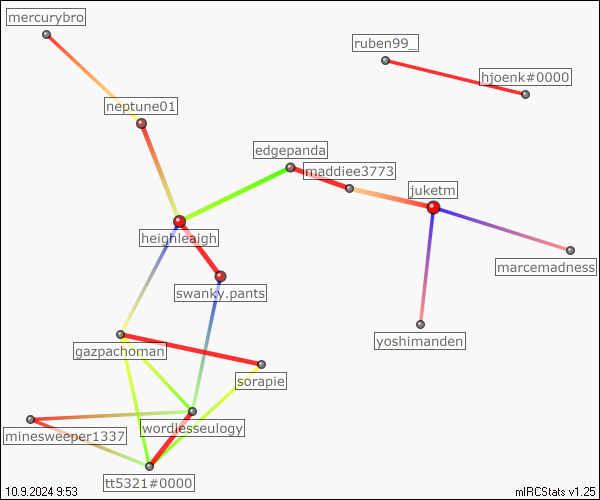 mercurybro
ruben99_
hjoenk#0000
neptune01
edgepanda
maddiee3773
juketm
heighleaigh
marcemadness
swanky.pants
yoshimanden
gazpachoman
sorapie
wordlesseulogy
minesweeper1337
tt5321#0000
10.9.2024 9:53
mIRCStats v1.25